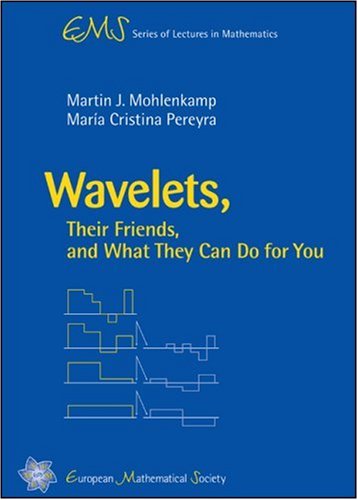 EMS Series of Lectures in Mathematics
Martin J. Mohlenkamp
María Cristina Pereyra
Wavelets,
Their Friends,
and What They Can Do for You
European Mathematical Society